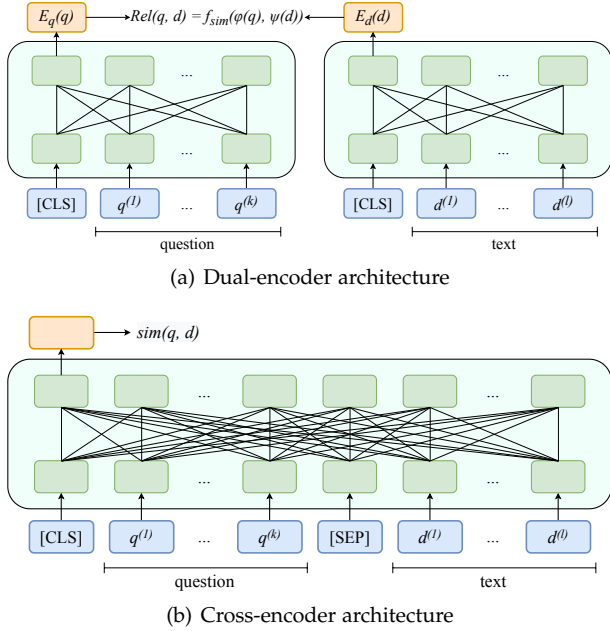 E_q(q) Rel(q, d) = f_sim(φ(q), ψ(d)) E_d(d)
... ...
... ...
[CLS] q^(1) ... q^(k) [CLS] d^(1) ... d^(l)
question text
(a) Dual-encoder architecture
sim(q, d)
... ...
... ...
[CLS] q^(1) ... q^(k) [SEP] d^(1) ... d^(l)
question text
(b) Cross-encoder architecture